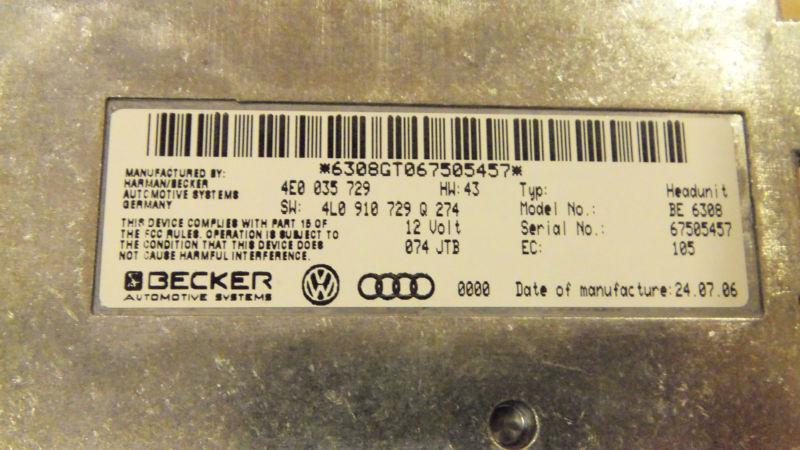 *6308GT067505457*
MANUFACTURED BY:
HARMAN/BECKER
AUTOMOTIVE SYSTEMS
GERMANY
4E0 035 729 HW:43
SW: 4L0 910 729 Q 274
12 Volt
074 JTB
Typ: Headunit
Model No.: BE 6308
Serial No.: 67505457
EC: 105
THIS DEVICE COMPLIES WITH PART 15 OF
THE FCC RULES. OPERATION IS SUBJECT TO
THE CONDITION THAT THIS DEVICE DOES
NOT CAUSE HARMFUL INTERFERENCE.
BECKER
AUTOMOTIVE SYSTEMS
0000 Date of manufacture:24.07.06